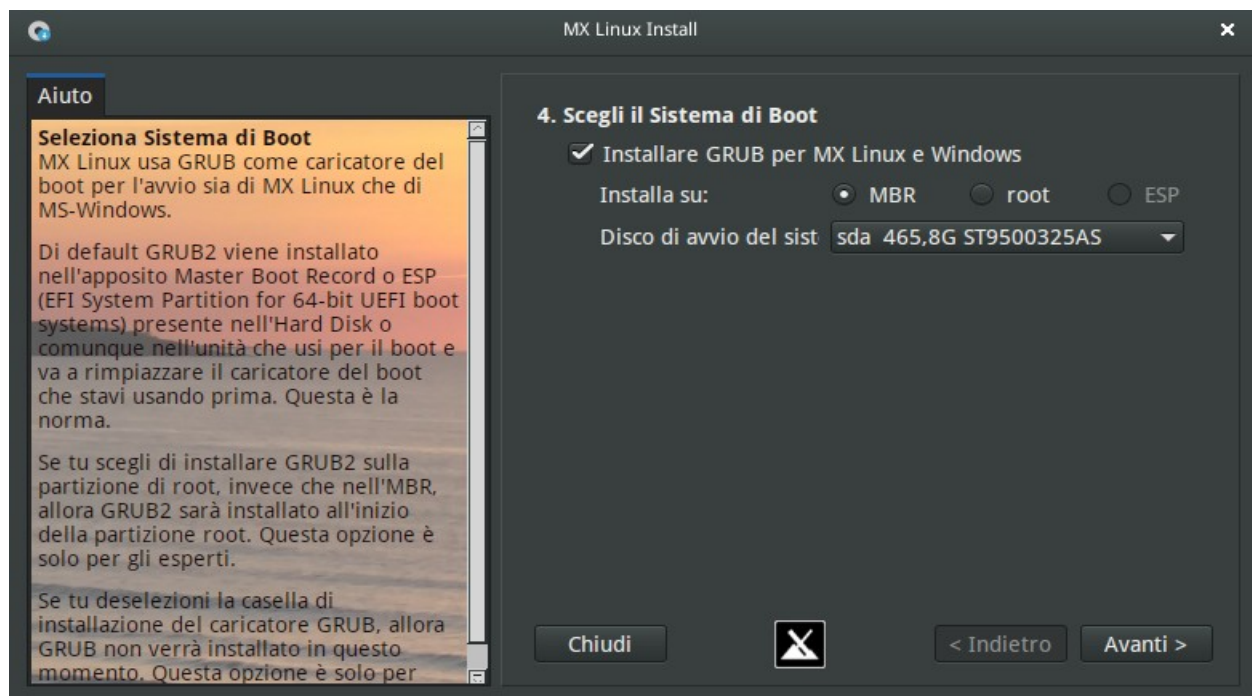 MX Linux Install
Aiuto
Seleziona Sistema di Boot
MX Linux usa GRUB come caricatore del
boot per l'avvio sia di MX Linux che di
MS-Windows.
Di default GRUB2 viene installato
nell'apposito Master Boot Record o ESP
(EFI System Partition for 64-bit UEFI boot
systems) presente nell'Hard Disk o
comunque nell'unità che usi per il boot e
va a rimpiazzare il caricatore del boot
che stavi usando prima. Questa è la
norma.
Se tu scegli di installare GRUB2 sulla
partizione di root, invece che nell'MBR,
allora GRUB2 sarà installato all'inizio
della partizione root. Questa opzione è
solo per gli esperti.
Se tu deselezioni la casella di
installazione del caricatore GRUB, allora
GRUB non verrà installato in questo
momento. Questa opzione è solo per
4. Scegli il Sistema di Boot
Installare GRUB per MX Linux e Windows
Installa su: MBR root ESP
Disco di avvio del sist sda 465,8G ST9500325AS
Chiudi < Indietro Avanti >